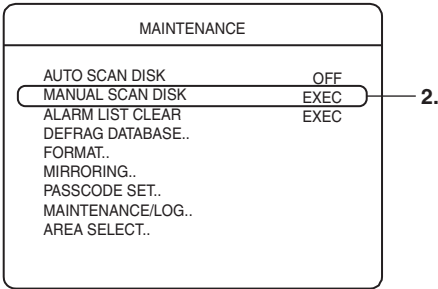 MAINTENANCE
AUTO SCAN DISK OFF
MANUAL SCAN DISK EXEC 2.
ALARM LIST CLEAR EXEC
DEFRAG DATABASE..
FORMAT..
MIRRORING..
PASSCODE SET..
MAINTENANCE/LOG..
AREA SELECT..